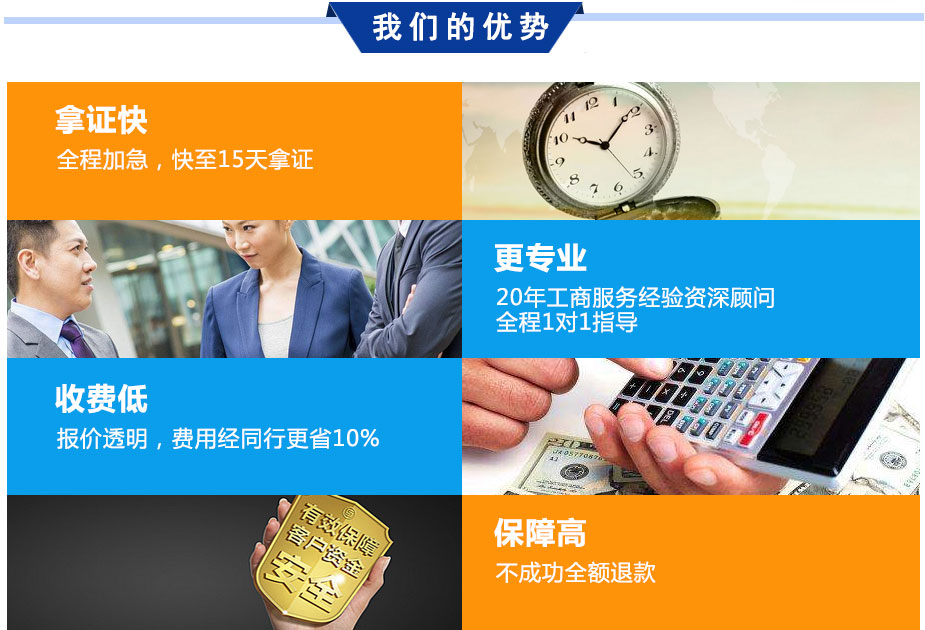 我们的优势
拿证快
全程加急，快至15天拿证
更专业
20年工商服务经验资深顾问
全程1对1指导
收费低
报价透明，费用经同行更省10%
有效保障
客户资金
安全
保障高
不成功全额退款